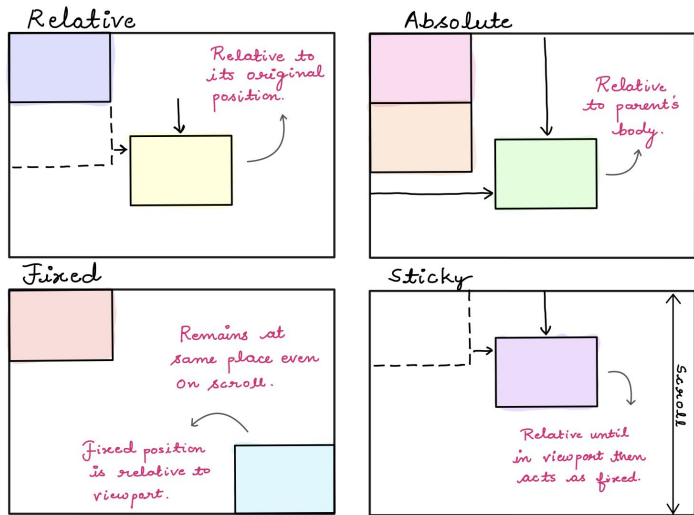 Relative
Relative to
its original
position.
Absolute
Relative
to parent's
body.
Fixed
Remains at
same place even
on scroll.
Fixed position
is relative to
viewport.
Sticky
Scroll
Relative until
in viewport then
acts as fixed.